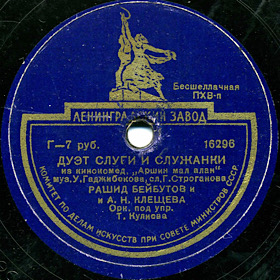 Бесшеллачная
ПХВ-п
ЛЕНИНГРАДСКИЙ ЗАВОД
Г—7 руб.
16296
ДУЭТ СЛУГИ И СЛУЖАНКИ
из кинокомед. „Аршин мал алан"
муз. У. Гаджибекова, сл. Г. Строганова
РАШИД БЕЙБУТОВ и
и А. Н. КЛЕЩЕВА
Орк. под упр.
Т. Кулиева
КОМИТЕТ ПО ДЕЛАМ ИСКУССТВ ПРИ СОВЕТЕ МИНИСТРОВ СССР